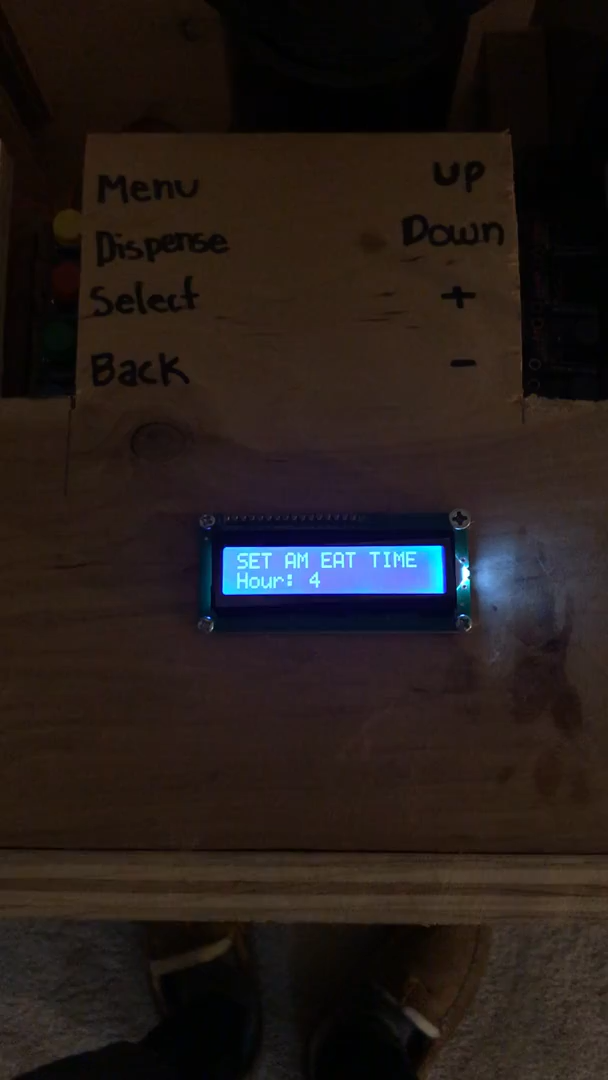 Menu
Dispense
Select
Back
UP
Down
+
-
SET AM EAT TIME
Hour: 4